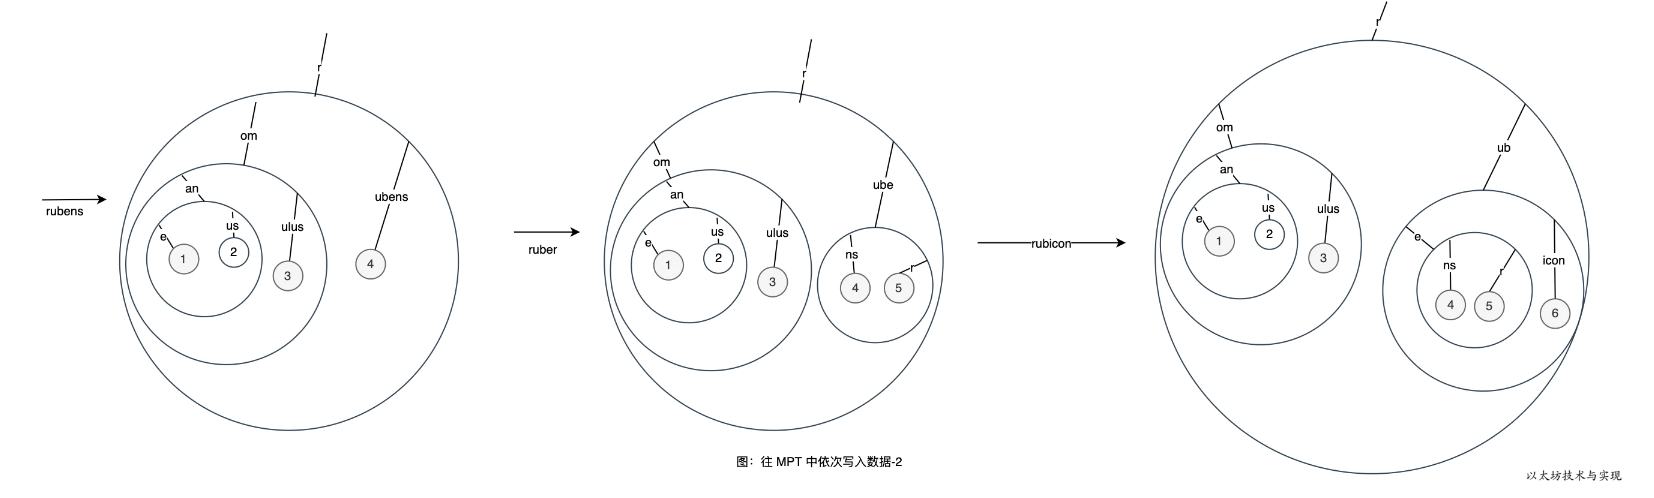 rubens
r
om
an
e
us
ulus
ubens
1
2
3
4
ruber
r
om
an
e
us
ulus
ube
ns
r
1
2
3
4
5
rubicon
r
om
an
e
us
ulus
ub
e
ns
r
icon
1
2
3
4
5
6
图：往 MPT 中依次写入数据-2
以太坊技术与实现